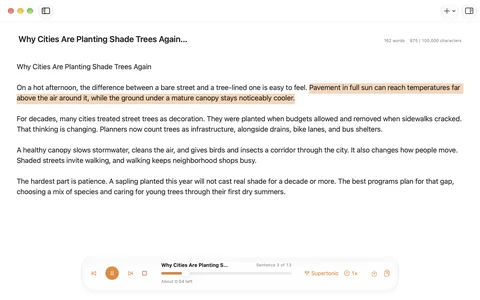 Why Cities Are Planting Shade Trees Again...
162 words 975 / 100,000 characters
Why Cities Are Planting Shade Trees Again
On a hot afternoon, the difference between a bare street and a tree-lined one is easy to feel. Pavement in full sun can reach temperatures far
above the air around it, while the ground under a mature canopy stays noticeably cooler.
For decades, many cities treated street trees as decoration. They were planted when budgets allowed and removed when sidewalks cracked.
That thinking is changing. Planners now count trees as infrastructure, alongside drains, bike lanes, and bus shelters.
A healthy canopy slows stormwater, cleans the air, and gives birds and insects a corridor through the city. It also changes how people move.
Shaded streets invite walking, and walking keeps neighborhood shops busy.
The hardest part is patience. A sapling planted this year will not cast real shade for a decade or more. The best programs plan for that gap,
choosing a mix of species and caring for young trees through their first dry summers.
Why Cities Are Planting S... Sentence 3 of 13
About 0:54 left
Supertonic
1x